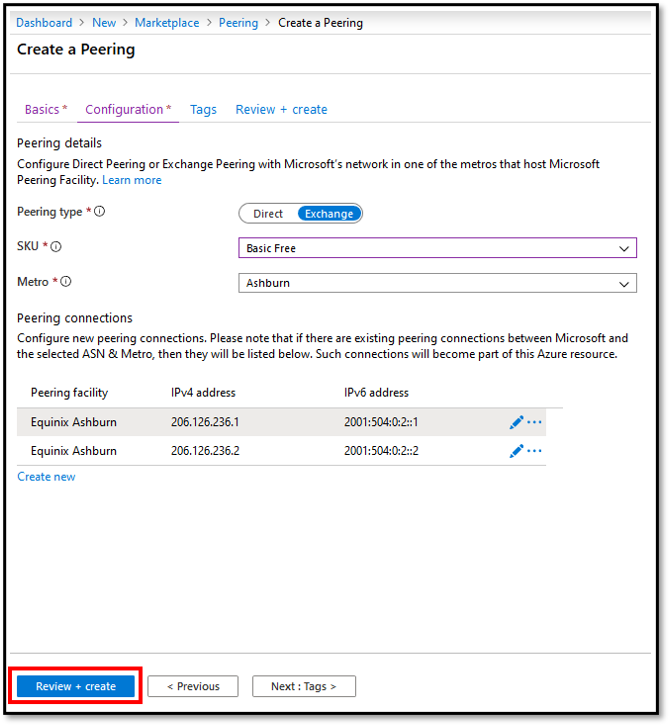 Dashboard > New > Marketplace > Peering > Create a Peering
Create a Peering
Basics * Configuration * Tags Review + create
Peering details
Configure Direct Peering or Exchange Peering with Microsoft's network in one of the metros that host Microsoft
Peering Facility. Learn more
Peering type * Direct Exchange
SKU * Basic Free
Metro * Ashburn
Peering connections
Configure new peering connections. Please note that if there are existing peering connections between Microsoft and
the selected ASN & Metro, then they will be listed below. Such connections will become part of this Azure resource.
Peering facility IPv4 address IPv6 address
Equinix Ashburn 206.126.236.1 2001:504:0:2::1
Equinix Ashburn 206.126.236.2 2001:504:0:2::2
Create new
Review + create < Previous Next : Tags >